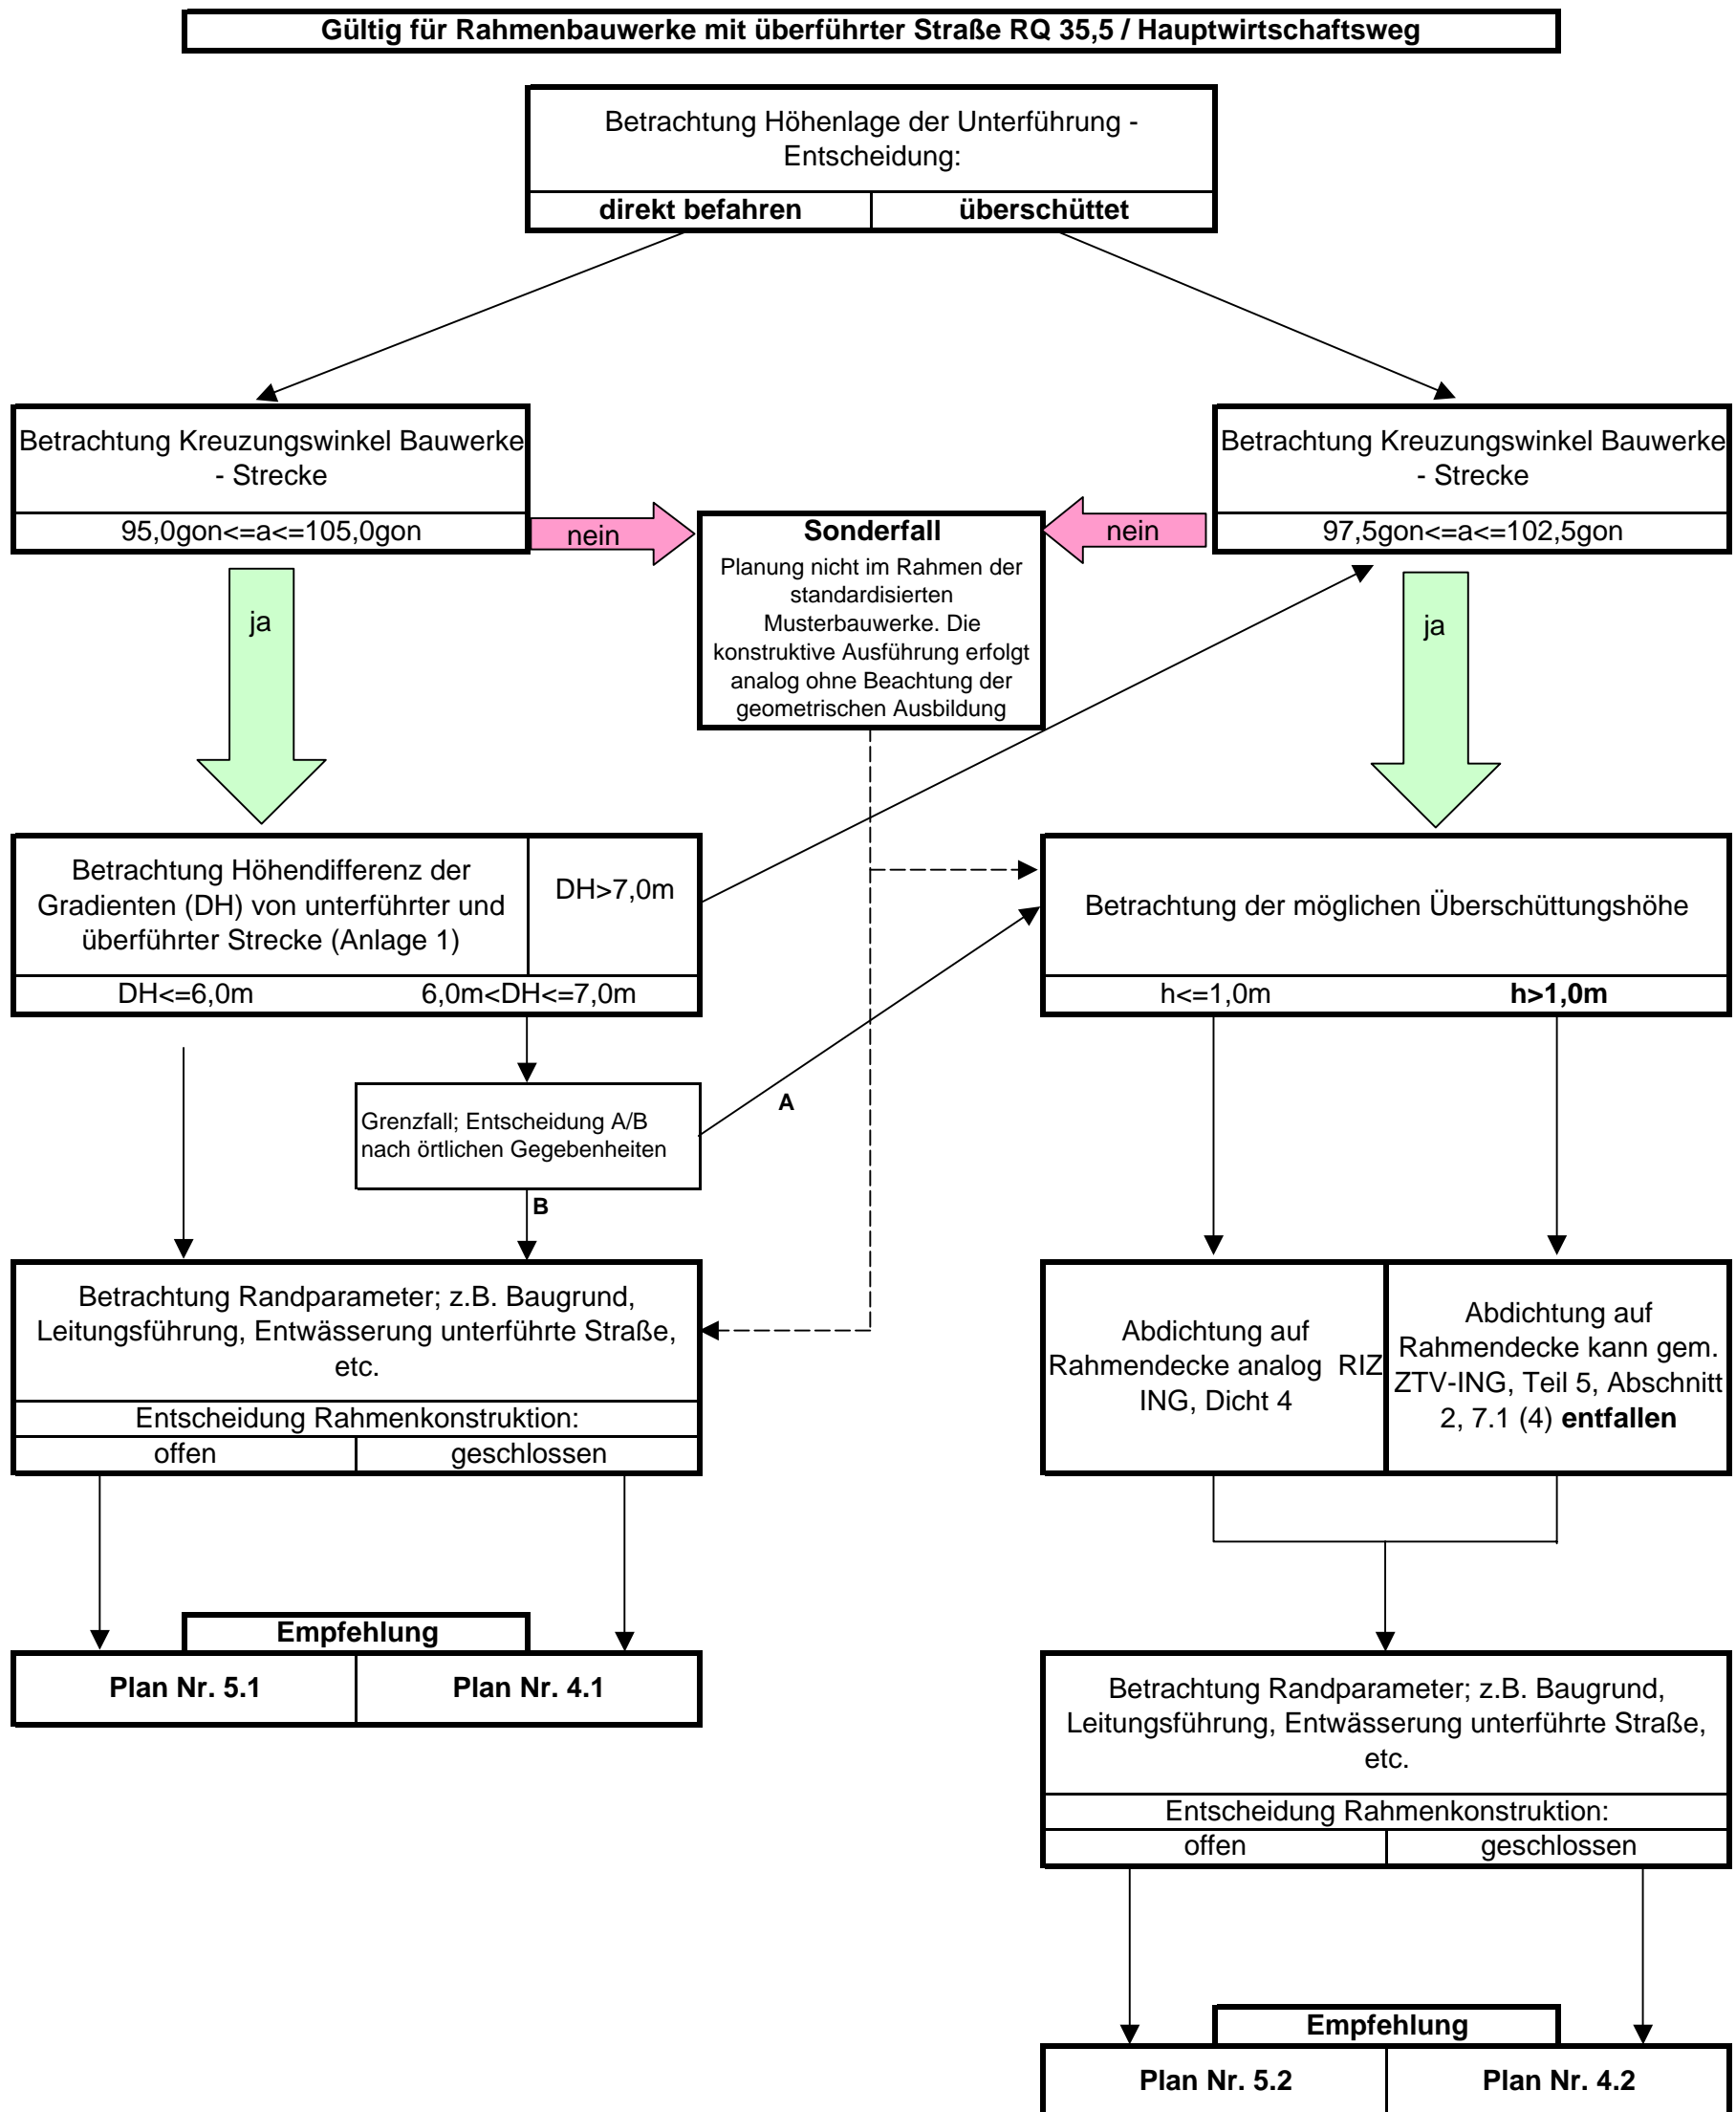 Gültig für Rahmenbauwerke mit überführter Straße RQ 35,5 / Hauptwirtschaftsweg
Betrachtung Höhenlage der Unterführung -
Entscheidung:
direkt befahren
überschüttet
Betrachtung Kreuzungswinkel Bauwerke
- Strecke
95,0gon<=a<=105,0gon
nein
Sonderfall
Planung nicht im Rahmen der
standardisierten
Musterbauwerke. Die
konstruktive Ausführung erfolgt
analog ohne Beachtung der
geometrischen Ausbildung
nein
Betrachtung Kreuzungswinkel Bauwerke
- Strecke
97,5gon<=a<=102,5gon
ja
ja
Betrachtung Höhendifferenz der
Gradienten (DH) von unterführter und
überführter Strecke (Anlage 1)
DH>7,0m
DH<=6,0m
6,0m<DH<=7,0m
Betrachtung der möglichen Überschüttungshöhe
h<=1,0m
h>1,0m
Grenzfall; Entscheidung A/B
nach örtlichen Gegebenheiten
A
B
Betrachtung Randparameter; z.B. Baugrund,
Leitungsführung, Entwässerung unterführte Straße,
etc.
Entscheidung Rahmenkonstruktion:
offen
geschlossen
Abdichtung auf
Rahmendecke analog  RIZ
ING, Dicht 4
Abdichtung auf
Rahmendecke kann gem.
ZTV-ING, Teil 5, Abschnitt
2, 7.1 (4) entfallen
Empfehlung
Plan Nr. 5.1
Plan Nr. 4.1
Betrachtung Randparameter; z.B. Baugrund,
Leitungsführung, Entwässerung unterführte Straße,
etc.
Entscheidung Rahmenkonstruktion:
offen
geschlossen
Empfehlung
Plan Nr. 5.2
Plan Nr. 4.2